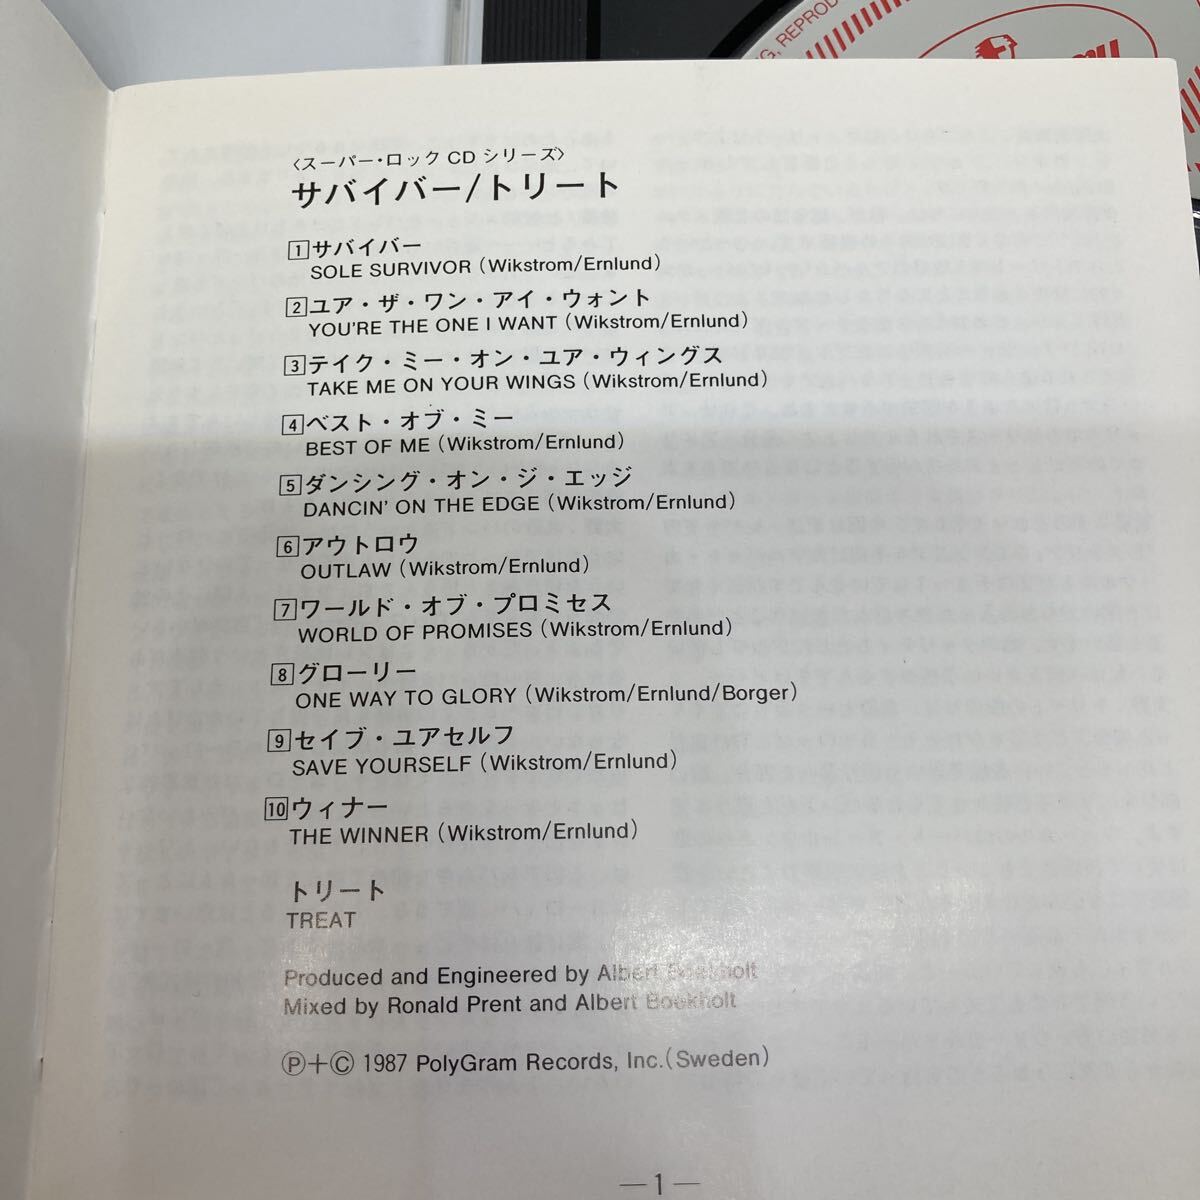 NG, REPRODU
〈スーパー・ロック CD シリーズ〉
サバイバー/トリート
1 サバイバー
SOLE SURVIVOR (Wikstrom/Ernlund)
2 ユア・ザ・ワン・アイ・ウォント
YOU'RE THE ONE I WANT (Wikstrom/Ernlund)
3 テイク・ミー・オン・ユア・ウィングス
TAKE ME ON YOUR WINGS (Wikstrom/Ernlund)
4 ベスト・オブ・ミー
BEST OF ME (Wikstrom/Ernlund)
5 ダンシング・オン・ジ・エッジ
DANCIN' ON THE EDGE (Wikstrom/Ernlund)
6 アウトロウ
OUTLAW (Wikstrom/Ernlund)
7 ワールド・オブ・プロミセス
WORLD OF PROMISES (Wikstrom/Ernlund)
8 グローリー
ONE WAY TO GLORY (Wikstrom/Ernlund/Borger)
9 セイブ・ユアセルフ
SAVE YOURSELF (Wikstrom/Ernlund)
10 ウィナー
THE WINNER (Wikstrom/Ernlund)
トリート
TREAT
Produced and Engineered by Albert Boekholt
Mixed by Ronald Prent and Albert Boekholt
Ⓟ+Ⓒ 1987 PolyGram Records, Inc.(Sweden)
—1—